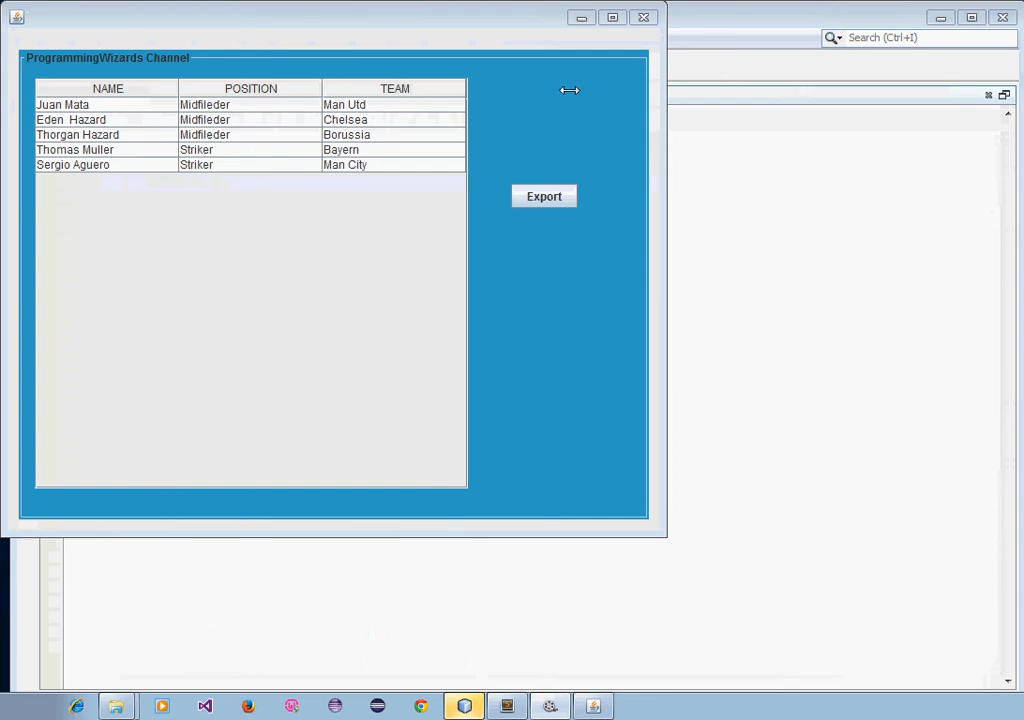 Search (Ctrl+I)
ProgrammingWizards Channel
NAME POSITION TEAM
Juan Mata Midfileder Man Utd
Eden Hazard Midfileder Chelsea
Thorgan Hazard Midfileder Borussia
Thomas Muller Striker Bayern
Sergio Aguero Striker Man City
Export